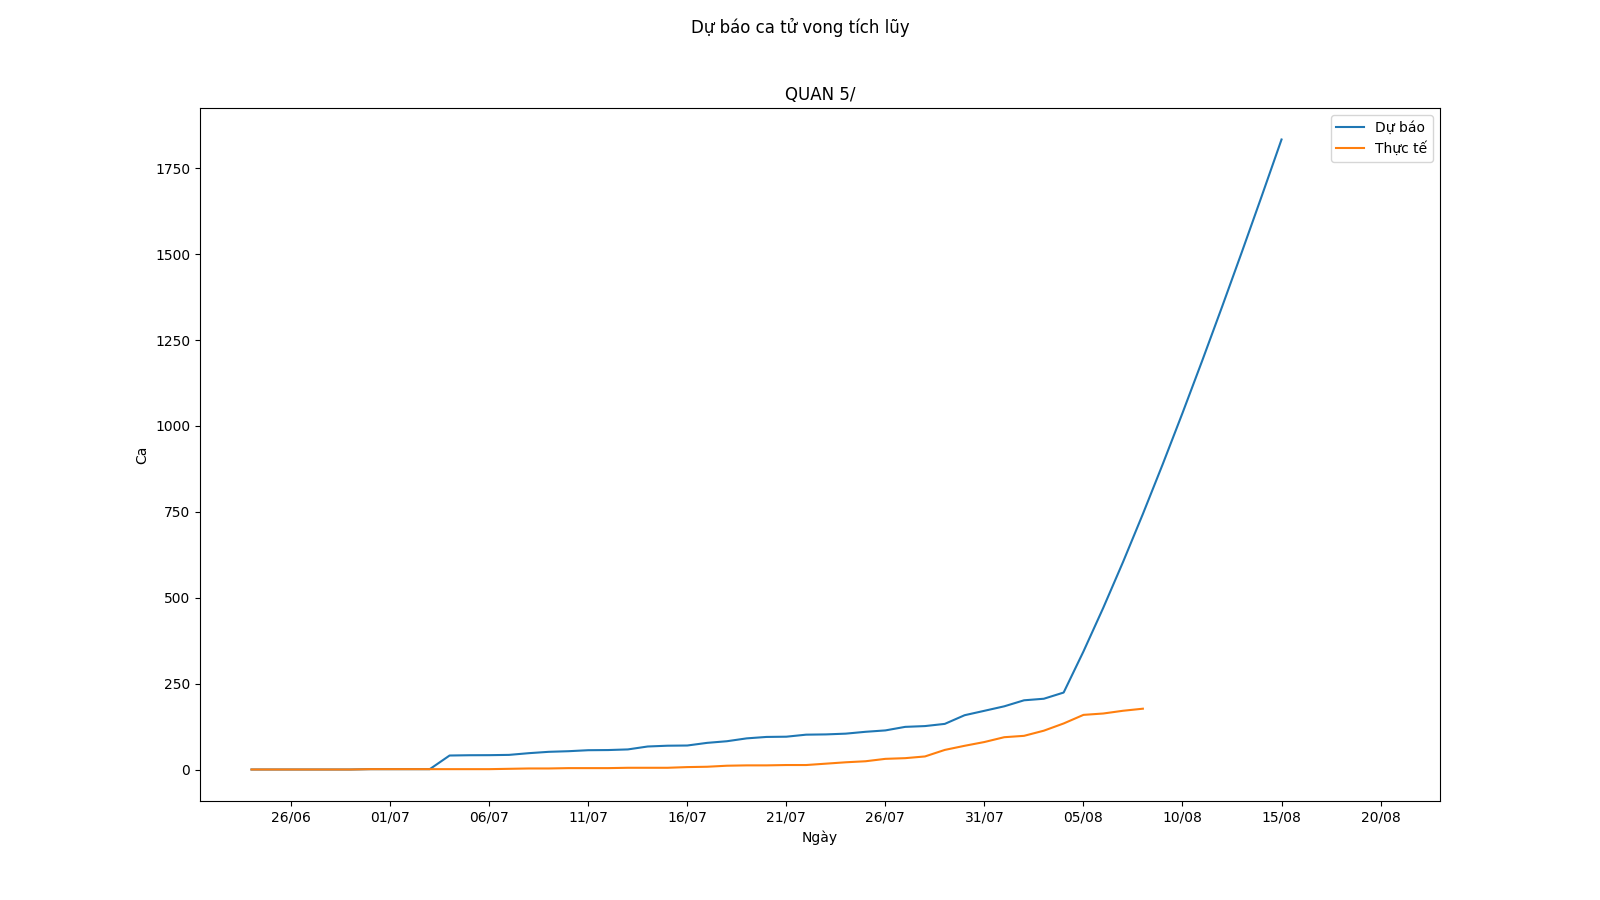 Dự báo ca tử vong tích lũy
QUAN 5/
Dự báo
Thực tế
1750
1500
1250
1000
750
500
250
0
Ca
26/06 01/07 06/07 11/07 16/07 21/07 26/07 31/07 05/08 10/08 15/08 20/08
Ngày